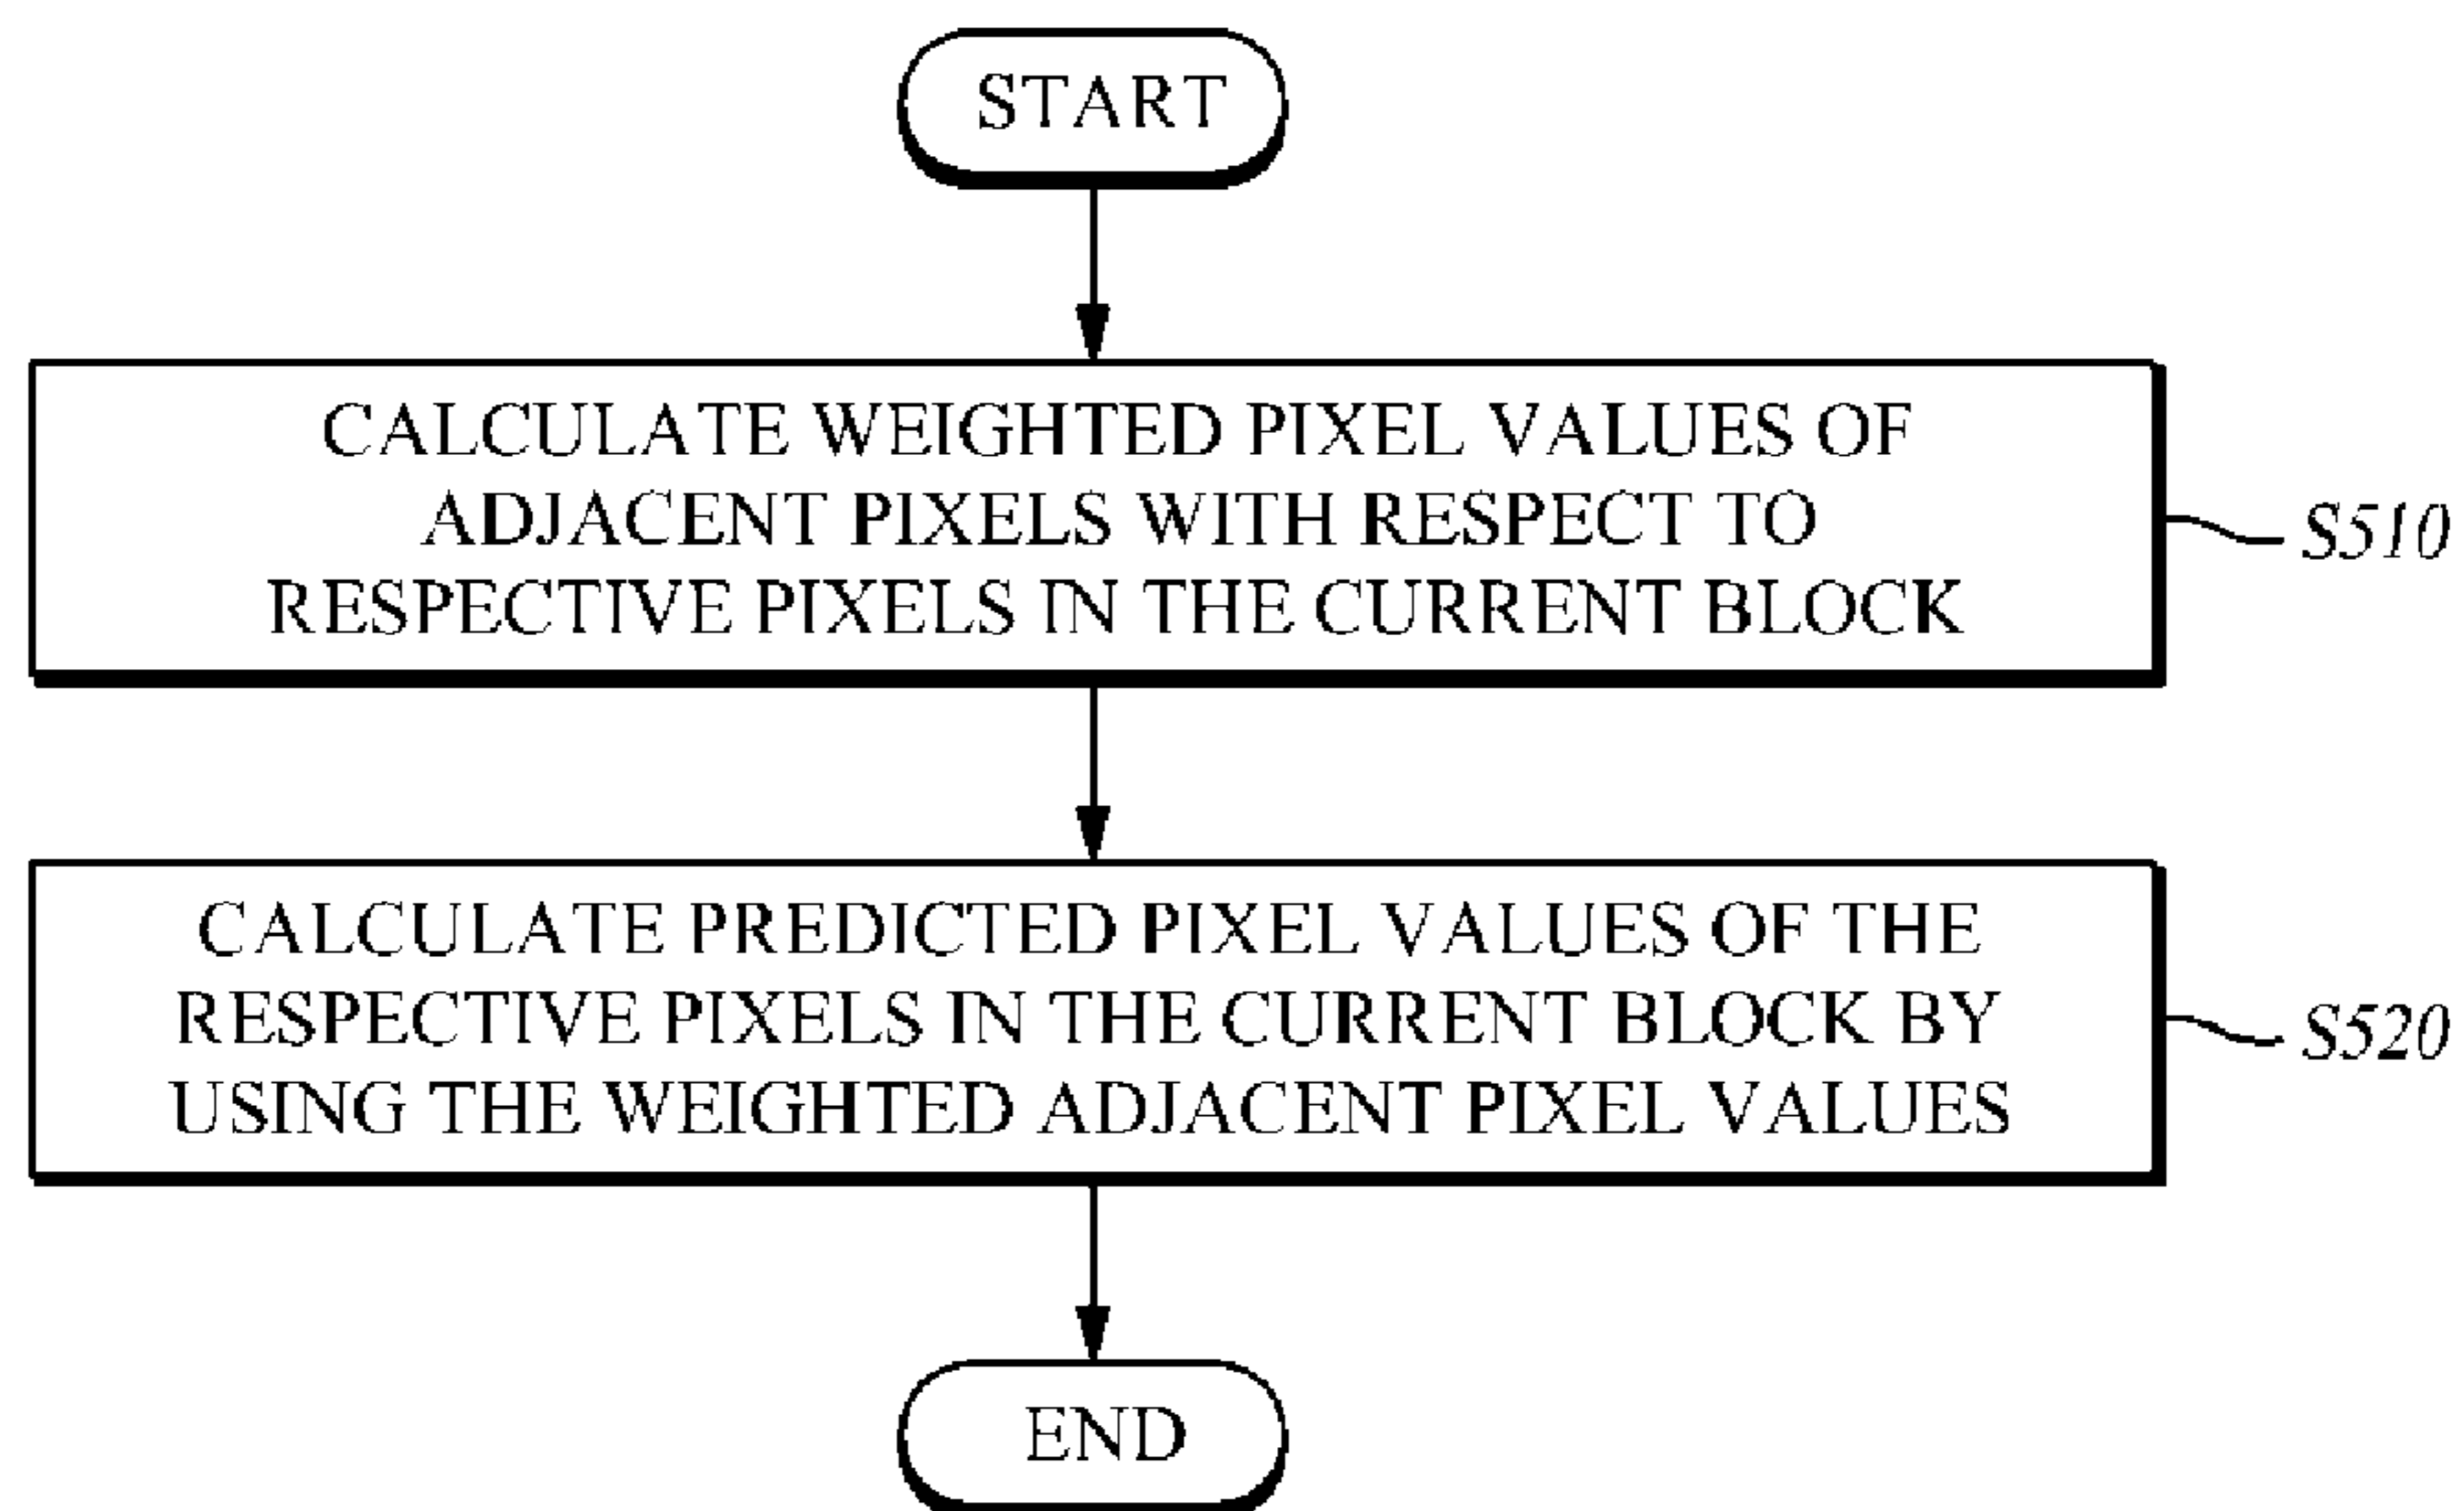 START
CALCULATE WEIGHTED PIXEL VALUES OF
ADJACENT PIXELS WITH RESPECT TO
RESPECTIVE PIXELS IN THE CURRENT BLOCK
S510
CALCULATE PREDICTED PIXEL VALUES OF THE
RESPECTIVE PIXELS IN THE CURRENT BLOCK BY
USING THE WEIGHTED ADJACENT PIXEL VALUES
S520
END